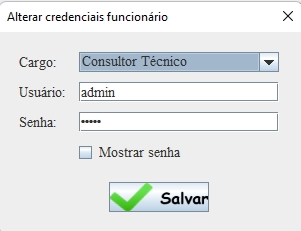 Alterar credenciais funcionário
Cargo: Consultor Técnico
Usuário: admin
Senha: •••••
Mostrar senha
Salvar